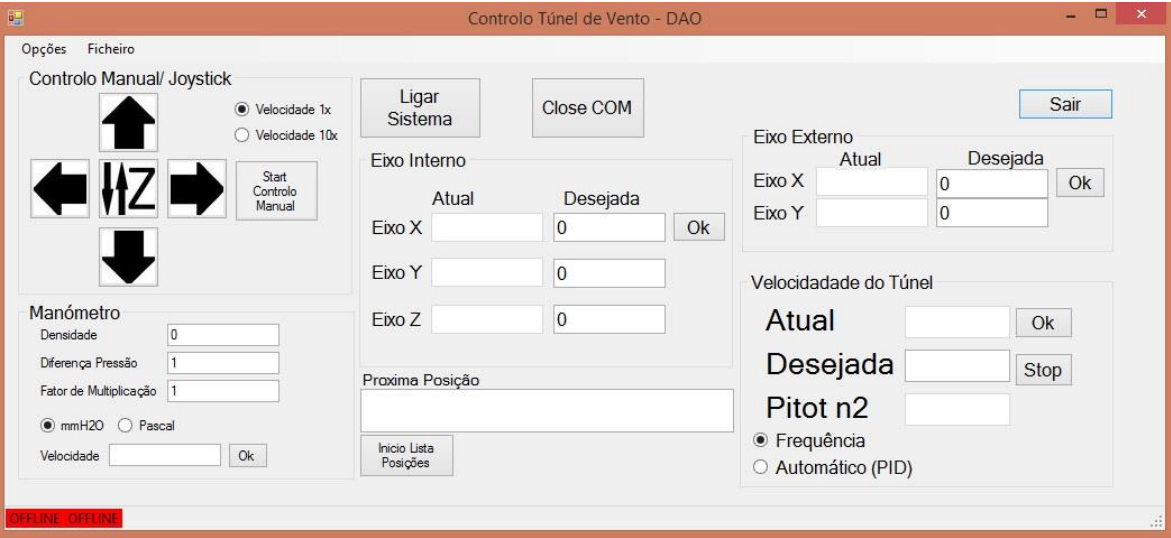 Controlo Túnel de Vento - DAO
Opções Ficheiro
Controlo Manual/ Joystick
Velocidade 1x
Velocidade 10x
Z
Start
Controlo
Manual
Manómetro
Densidade 0
Diferença Pressão 1
Fator de Multiplicação 1
mmH2O Pascal
Velocidade Ok
Ligar
Sistema
Close COM
Eixo Interno
Atual Desejada
Eixo X 0 Ok
Eixo Y 0
Eixo Z 0
Proxima Posição
Inicio Lista
Posições
Sair
Eixo Externo
Atual Desejada
Eixo X 0 Ok
Eixo Y 0
Velocidadade do Túnel
Atual Ok
Desejada Stop
Pitot n2
Frequência
Automático (PID)
OFFLINE OFFLINE